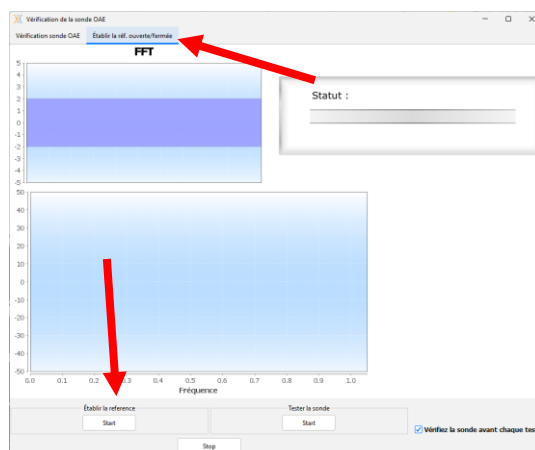 Vérification de la sonde OAE
Vérification sonde OAE Établir la réf. ouverte/fermée
FFT
5
4
3
2
1
0
-1
-2
-3
-4
-5
Statut :
50
40
30
20
10
0
-10
-20
-30
-40
-50
0.0 0.1 0.2 0.3 0.4 0.5 0.6 0.7 0.8 0.9 1.0
Fréquence
Établir la reference Tester la sonde
Start Start
Vérifiez la sonde avant chaque tes
Stop